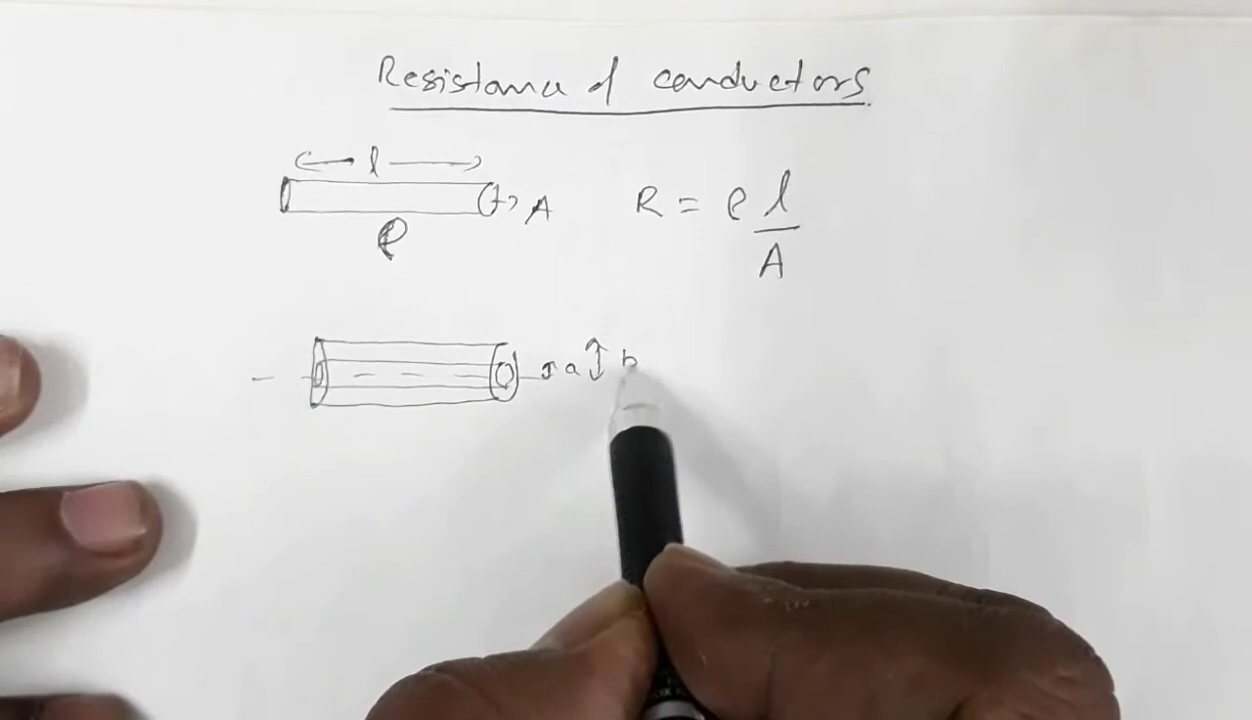 Resistance of conductors.
l
A
ρ
R = ρ l/A
a b